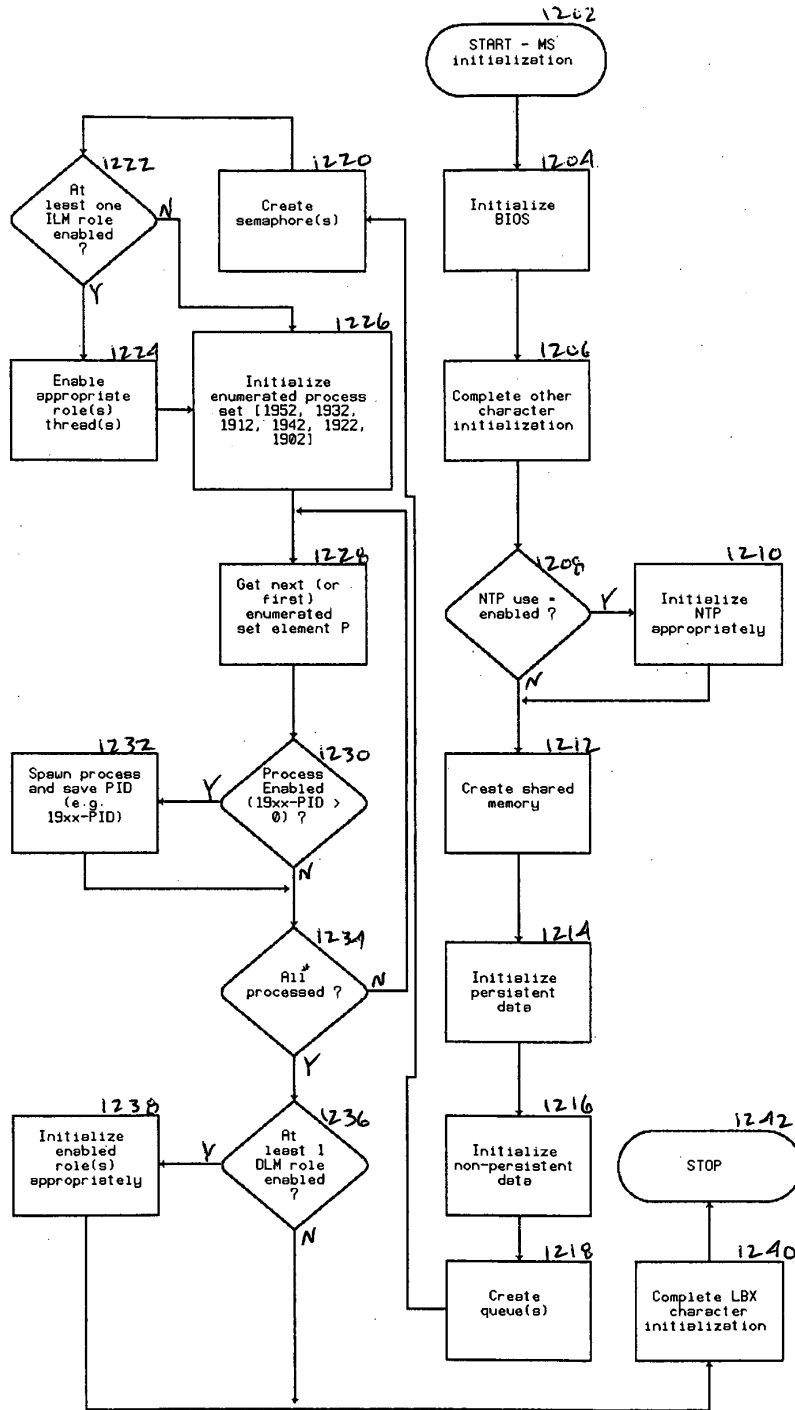 1202
START - MS
initialization
1204
Initialize
BIOS
1206
Complete other
character
initialization
1208
NTP use
enabled ?
Y
N
1210
Initialize
NTP
appropriately
1212
Create shared
memory
1214
Initialize
persistent
data
1216
Initialize
non-persistent
data
1218
Create
queue(s)
1220
Create
semaphore(s)
1222
At
least one
ILM role
enabled
?
N
Y
1224
Enable
appropriate
role(s)
thread(s)
1226
Initialize
enumerated process
set [1952, 1932,
1912, 1942, 1922,
1902]
1228
Get next (or
first)
enumerated
set element P
1230
Process
Enabled
(19xx-PID >
0) ?
Y
N
1232
Spawn process
and save PID
(e.g.
19xx-PID)
1234
All
processed ?
N
Y
1236
At
least 1
DLM role
enabled
?
Y
N
1238
Initialize
enabled
role(s)
appropriately
1240
Complete LBX
character
initialization
1242
STOP